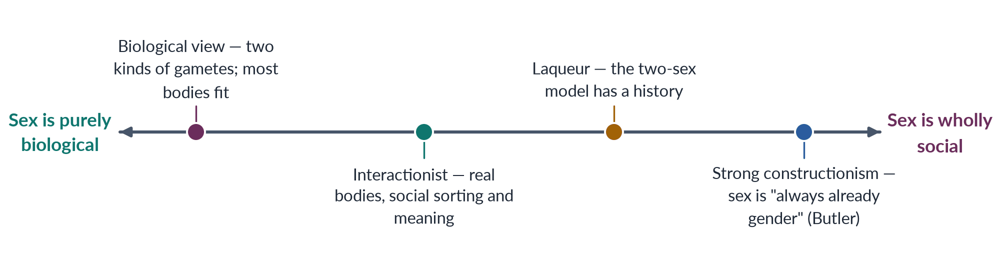 Biological view — two
kinds of gametes; most
bodies fit
Laqueur — the two-sex
model has a history
Sex is purely
biological
Sex is wholly
social
Interactionist — real
bodies, social sorting and
meaning
Strong constructionism —
sex is "always already
gender" (Butler)